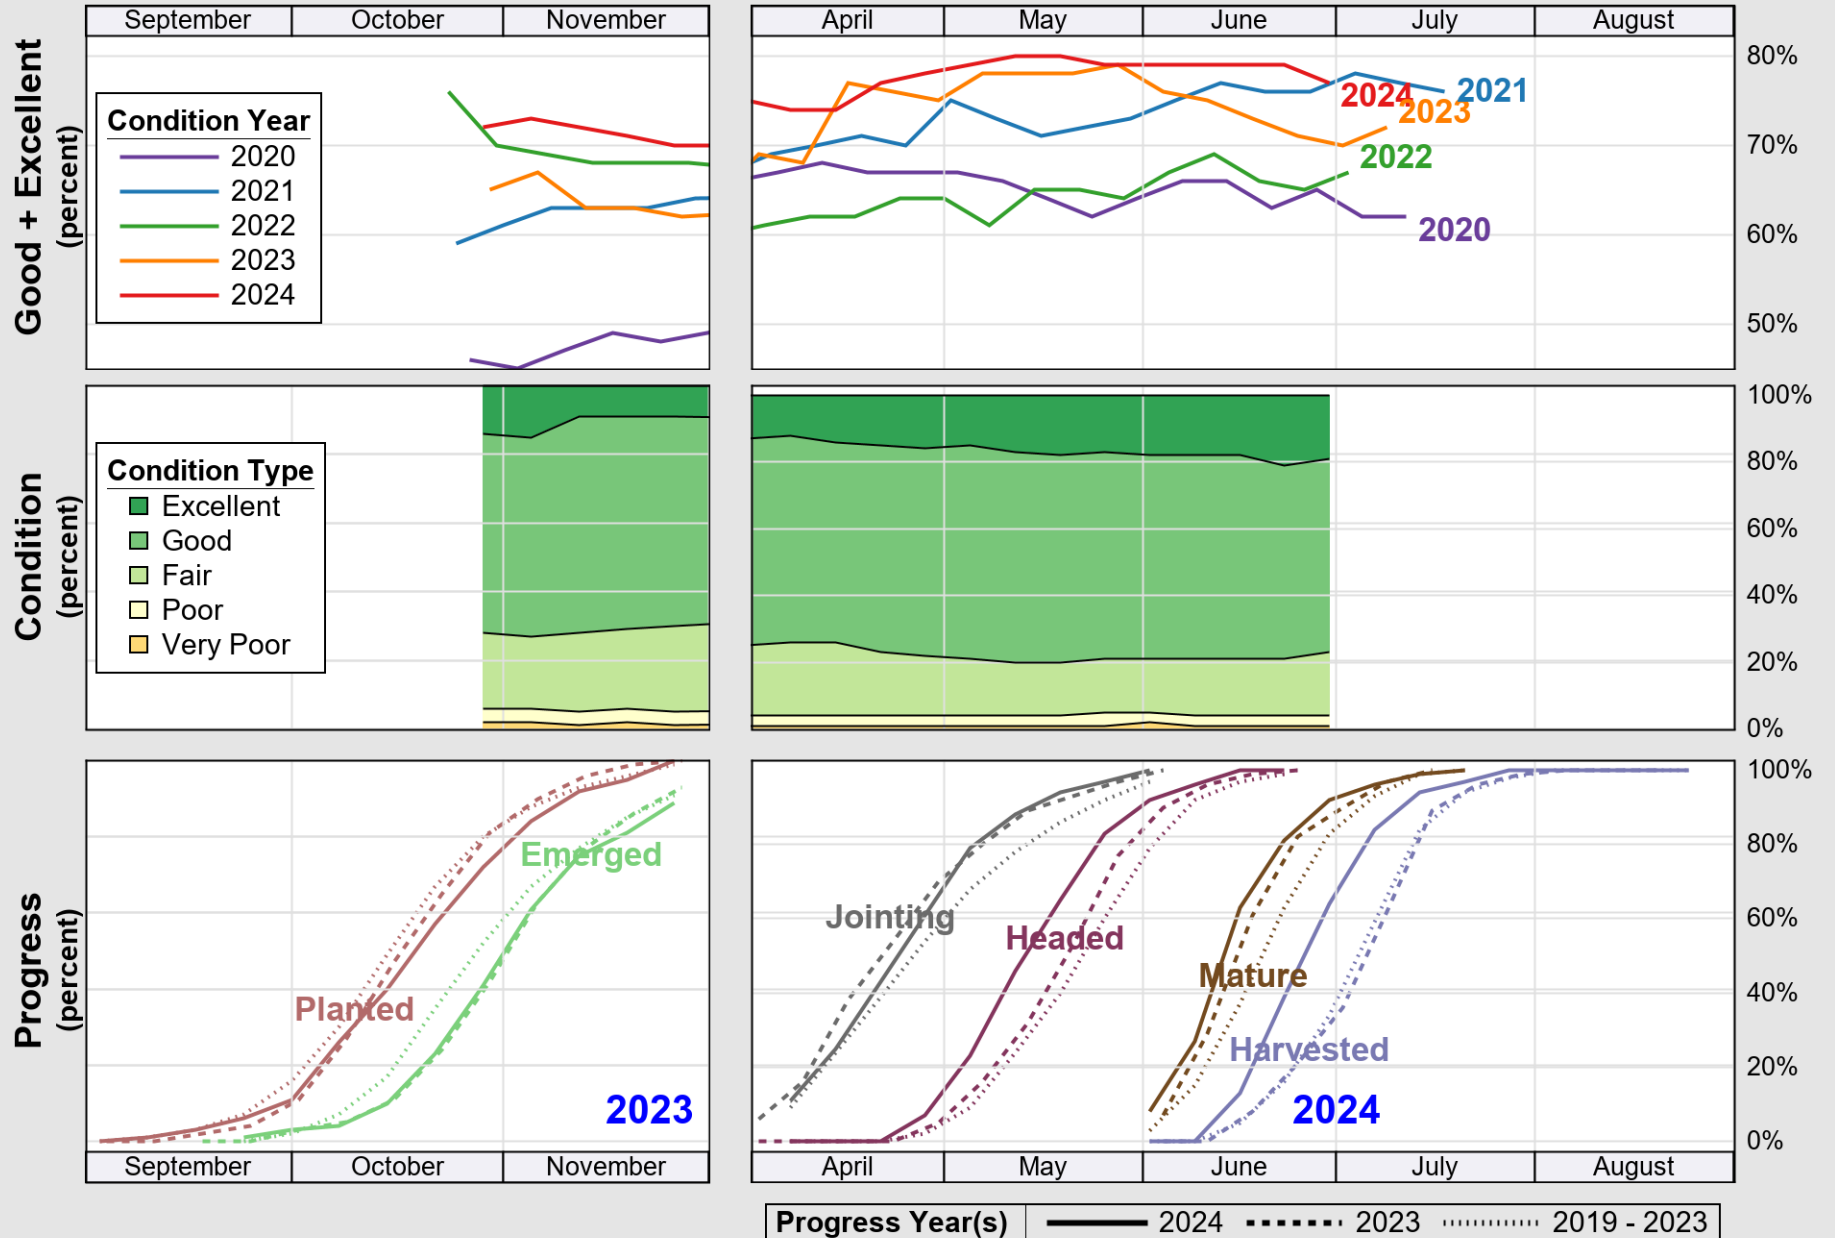 September October November April May June July August
Good + Excellent
(percent)
80%
70%
60%
50%
Condition Year
2020
2021
2022
2023
2024
2024
2021
2023
2022
2020
Condition
(percent)
100%
80%
60%
40%
20%
0%
Condition Type
Excellent
Good
Fair
Poor
Very Poor
Progress
(percent)
100%
80%
60%
40%
20%
0%
Planted
Emerged
2023
Jointing
Headed
Mature
Harvested
2024
September October November April May June July August
Progress Year(s) 2024 2023 2019 - 2023